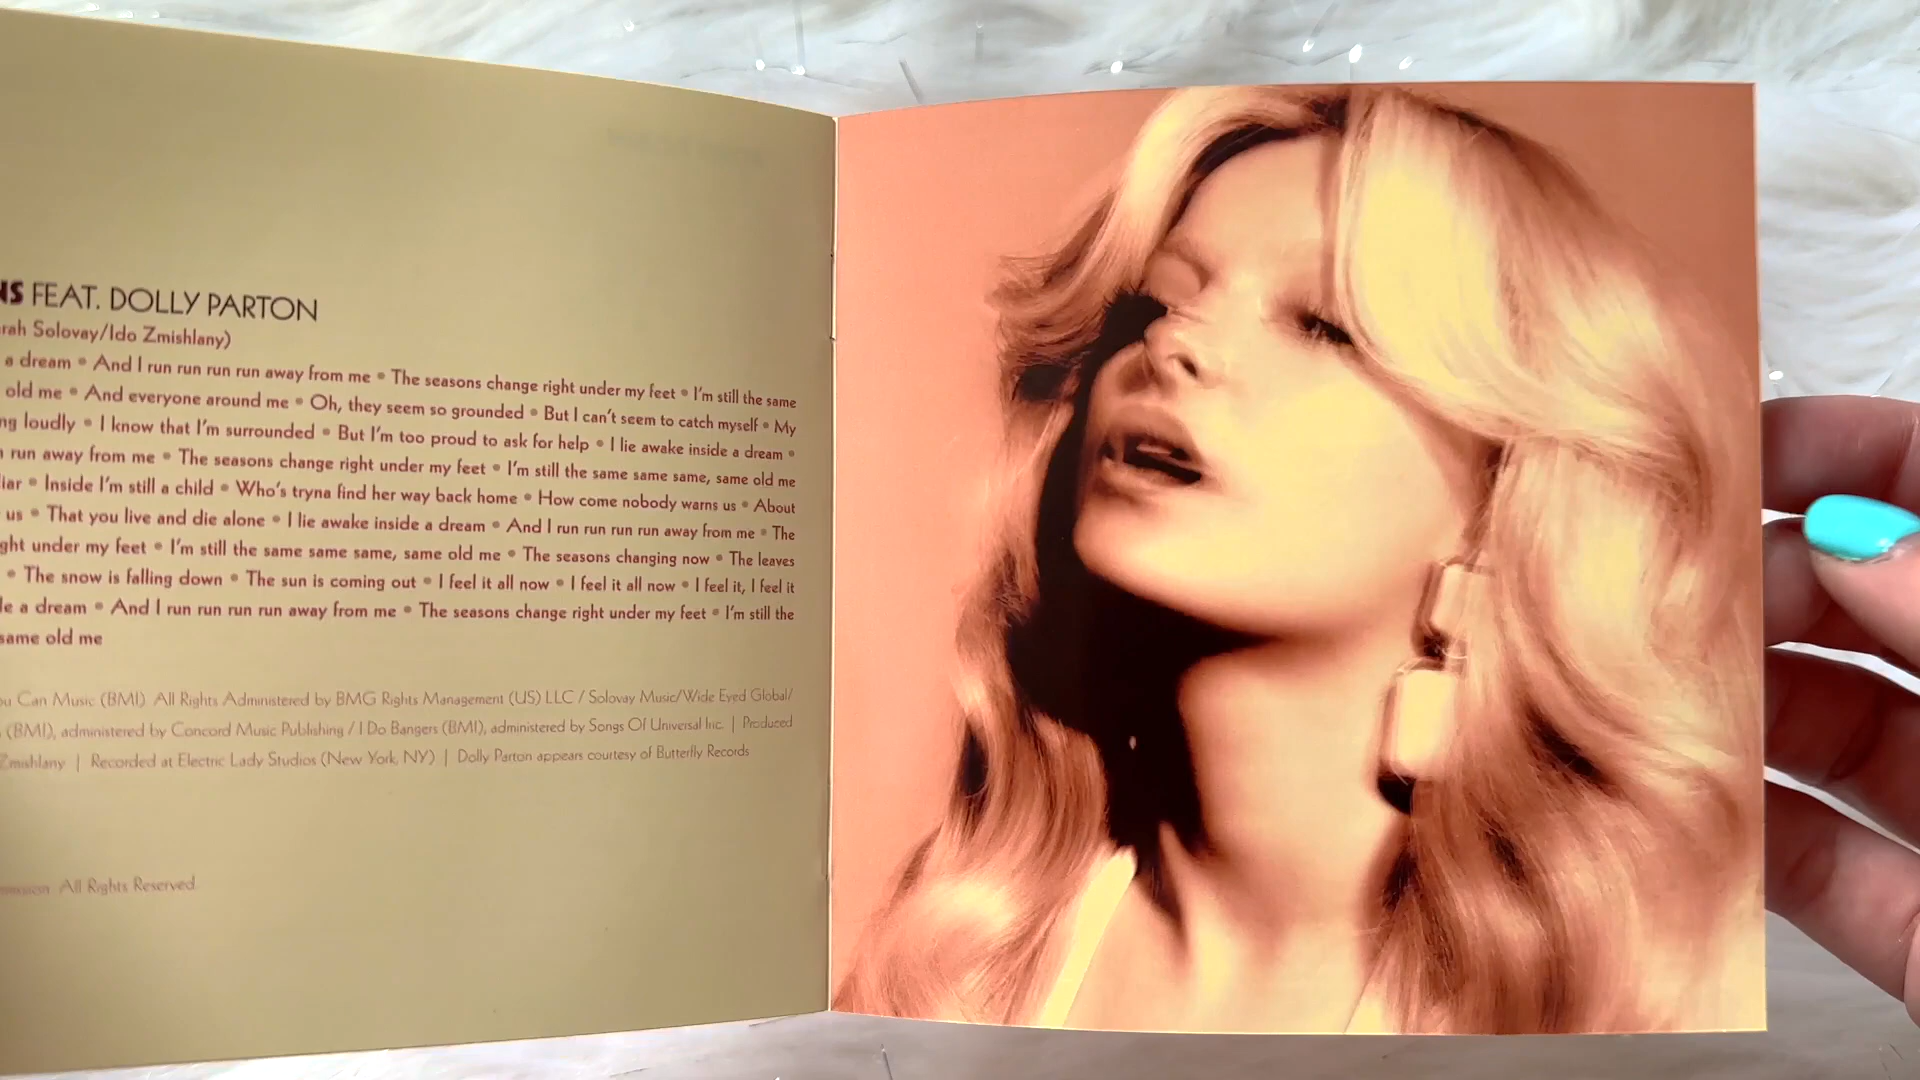 NS FEAT. DOLLY PARTON
rah Solovay/Ido Zmishlany)
a dream • And I run run run run away from me • The seasons change right under my feet • I'm still the same
old me • And everyone around me • Oh, they seem so grounded • But I can't seem to catch myself • My
ng loudly • I know that I'm surrounded • But I'm too proud to ask for help • I lie awake inside a dream •
run away from me • The seasons change right under my feet • I'm still the same same same, same old me
liar • Inside I'm still a child • Who's tryna find her way back home • How come nobody warns us • About
us • That you live and die alone • I lie awake inside a dream • And I run run run run away from me • The
ght under my feet • I'm still the same same same, same old me • The seasons changing now • The leaves
• The snow is falling down • The sun is coming out • I feel it all now • I feel it all now • I feel it, I feel it
de a dream • And I run run run run away from me • The seasons change right under my feet • I'm still the
same old me
ou Can Music (BMI) All Rights Administered by BMG Rights Management (US) LLC / Solovay Music/Wide Eyed Global/
(BMI), administered by Concord Music Publishing / I Do Bangers (BMI), administered by Songs Of Universal Inc. | Produced
Zmishlany | Recorded at Electric Lady Studios (New York, NY) | Dolly Parton appears courtesy of Butterfly Records
All Rights Reserved.